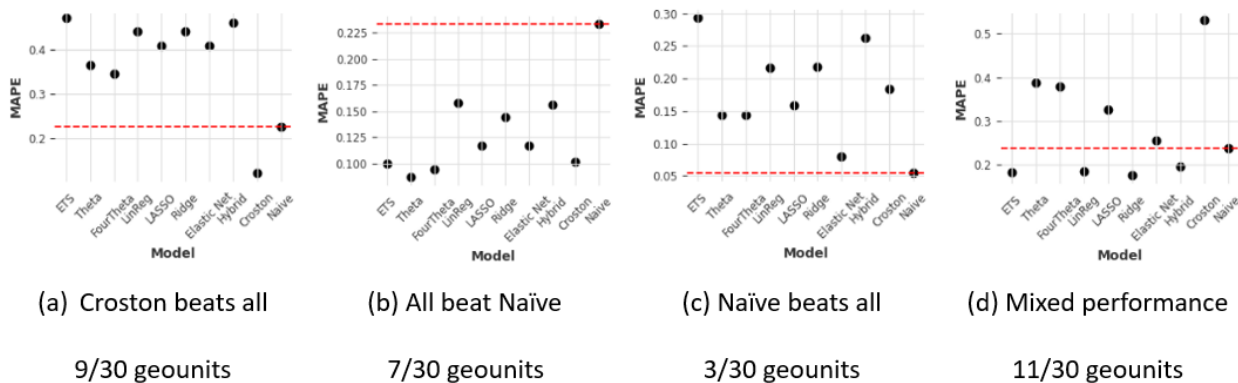 0.4
0.3
0.2
MAPE
ETS
Theta
FourTheta
LinReg
LASSO
Ridge
Elastic Net
Hybrid
Croston
Naive
Model
(a) Croston beats all
9/30 geounits
0.225
0.200
0.175
0.150
0.125
0.100
MAPE
ETS
Theta
FourTheta
LinReg
LASSO
Ridge
Elastic Net
Hybrid
Croston
Naive
Model
(b) All beat Naïve
7/30 geounits
0.30
0.25
0.20
0.15
0.10
0.05
MAPE
ETS
Theta
FourTheta
LinReg
LASSO
Ridge
Elastic Net
Hybrid
Croston
Naive
Model
(c) Naïve beats all
3/30 geounits
0.5
0.4
0.3
0.2
MAPE
ETS
Theta
FourTheta
LinReg
LASSO
Ridge
Elastic Net
Hybrid
Croston
Naive
Model
(d) Mixed performance
11/30 geounits